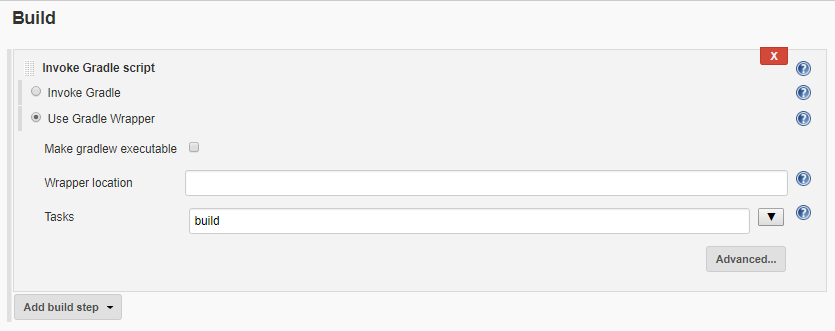 Build
Invoke Gradle script
X
?
Invoke Gradle
?
Use Gradle Wrapper
?
Make gradlew executable
Wrapper location
?
Tasks
build
▼
?
Advanced...
Add build step